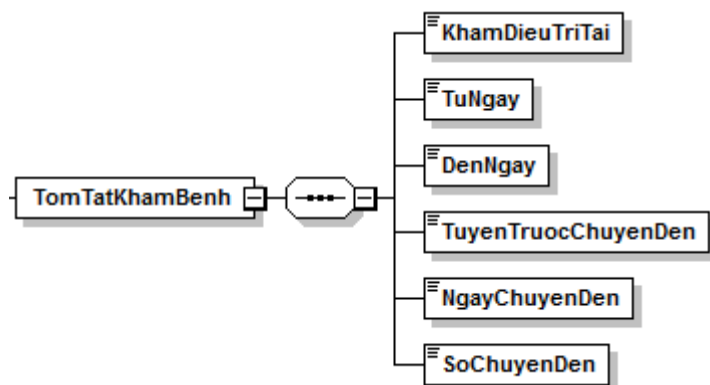 KhamDieuTriTai
TuNgay
DenNgay
TomTatKhamBenh
TuyenTruocChuyenDen
NgayChuyenDen
SoChuyenDen